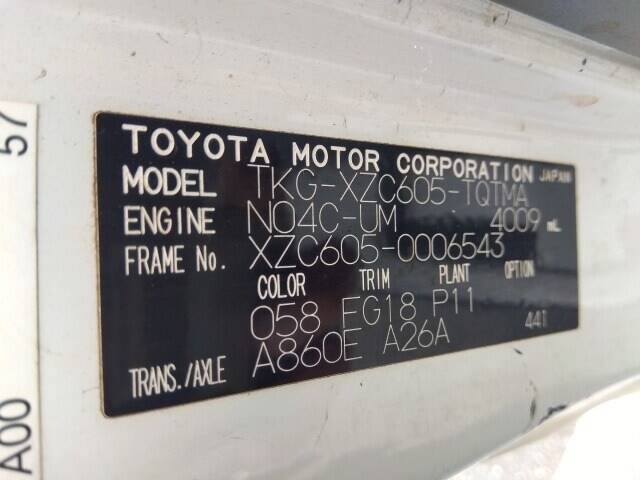 TOYOTA MOTOR CORPORATION JAPAN
MODEL TKG-XZC605-TQTMA
ENGINE N04C-UM 4009 mL
FRAME No. XZC605-0006543
COLOR TRIM PLANT OPTION
058 FG18 P11 441
TRANS./AXLE A860E A26A
57
A00